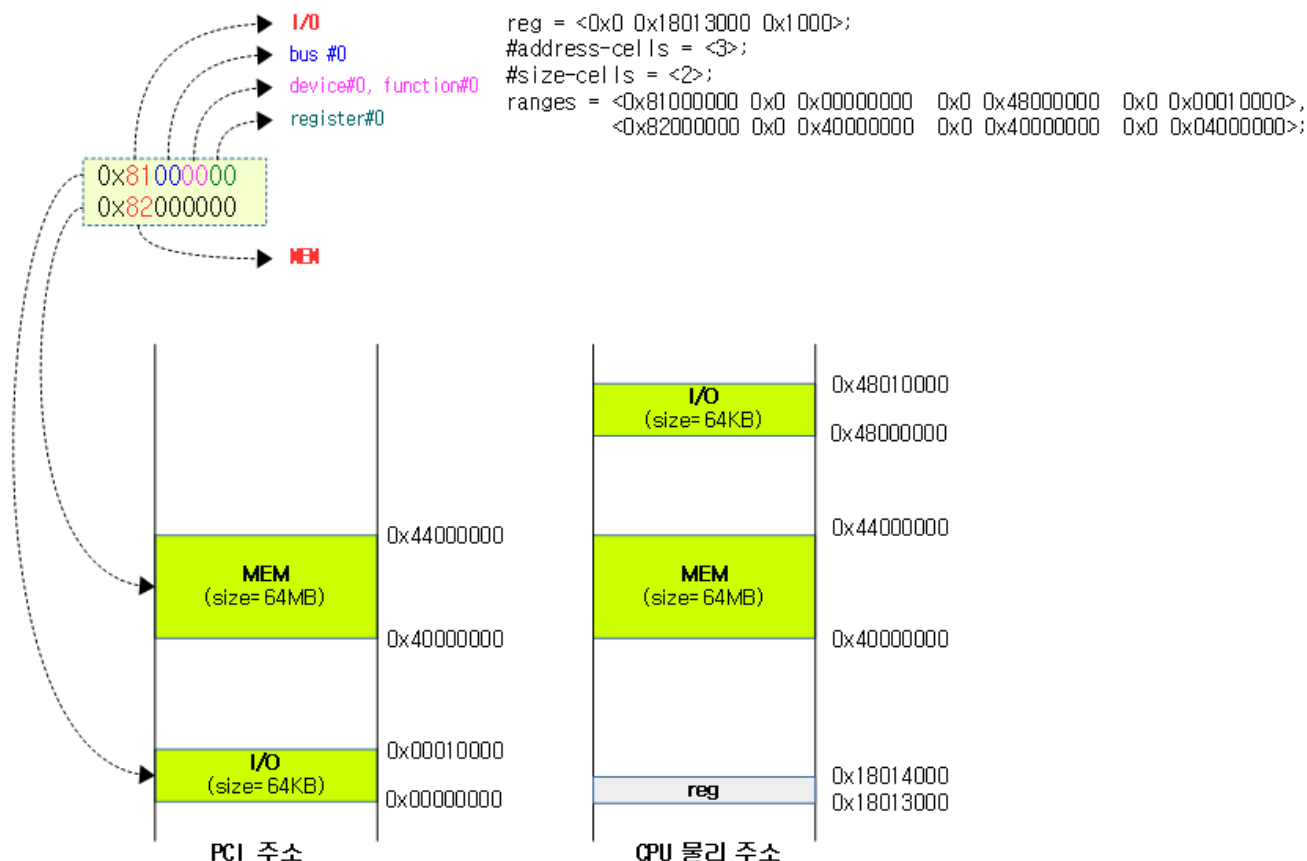 I/O
bus #0
device#0, function#0
register#0
reg = <0x0 0x18013000 0x1000>;
#address-cells = <3>;
#size-cells = <2>;
ranges = <0x81000000 0x0 0x00000000 0x0 0x48000000 0x0 0x00010000>,
<0x82000000 0x0 0x40000000 0x0 0x40000000 0x0 0x04000000>;
0x81000000
0x82000000
MEM
0x44000000
MEM
(size=64MB)
0x40000000
0x00010000
I/O
(size=64KB)
0x00000000
PCI 주소
0x48010000
I/O
(size=64KB)
0x48000000
0x44000000
MEM
(size=64MB)
0x40000000
0x18014000
reg
0x18013000
CPU 물리 주소